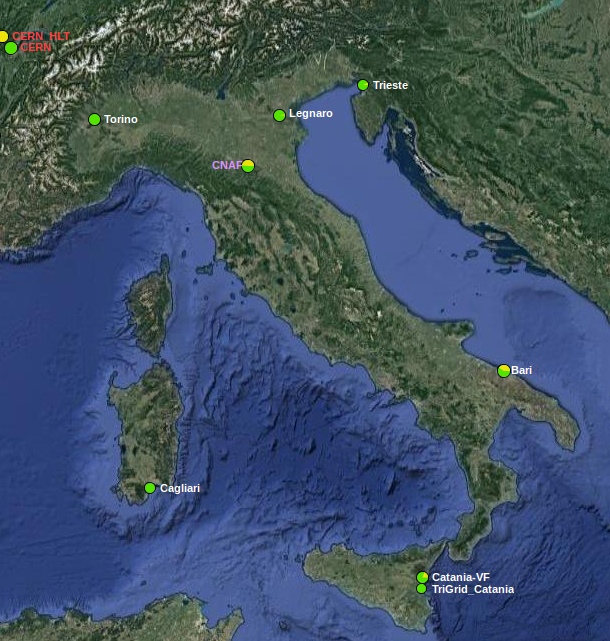 CERN_HLT
CERN
Trieste
Legnaro
Torino
CNAF
Bari
Cagliari
Catania-VF
TriGrid_Catania